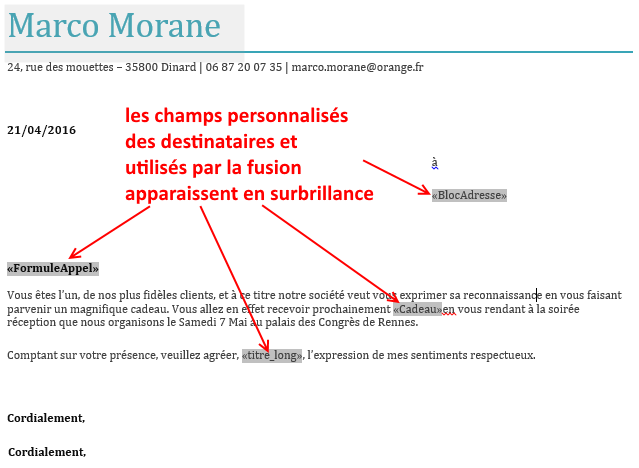 Marco Morane
24, rue des mouettes – 35800 Dinard | 06 87 20 07 35 | marco.morane@orange.fr
les champs personnalisés
des destinataires et
utilisés par la fusion
apparaissent en surbrillance
21/04/2016
à
«BlocAdresse»
«FormuleAppel»
Vous êtes l’un, de nos plus fidèles clients, et à ce titre notre société veut vous exprimer sa reconnaissance en vous faisant
parvenir un magnifique cadeau. Vous allez en effet recevoir prochainement «Cadeau»en vous rendant à la soirée
réception que nous organisons le Samedi 7 Mai au palais des Congrès de Rennes.
Comptant sur votre présence, veuillez agréer, «titre_long», l’expression de mes sentiments respectueux.
Cordialement,
Cordialement,